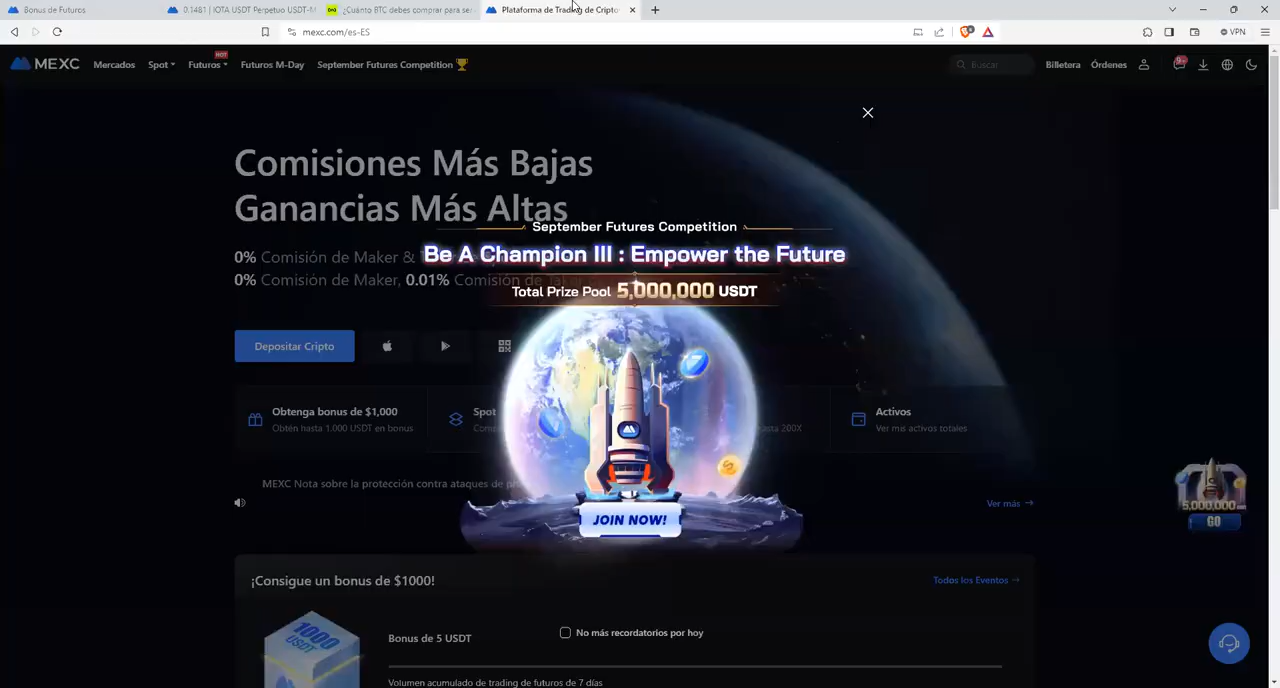 Bonus de Futuros
0.1481 | IOTA USDT Perpetuo USDT-M
¿Cuánto BTC debes comprar para se
Plataforma de Trading de Cripto
mexc.com/es-ES
VPN
MEXC
Mercados
Spot
Futuros
HOT
Futuros M-Day
September Futures Competition
Buscar
Billetera
Órdenes
9+
Comisiones Más Bajas
Ganancias Más Altas
September Futures Competition
0% Comisión de Maker &
Be A Champion III : Empower the Future
0% Comisión de Maker, 0.01% Comisión de
Total Prize Pool 5,000,000 USDT
Depositar Cripto
Obtenga bonus de $1,000
Obtén hasta 1.000 USDT en bonus
Spot
200X
Activos
Ver mis activos totales
MEXC Nota sobre la protección contra ataques de
Ver más
5,000,000
GO
JOIN NOW!
¡Consigue un bonus de $1000!
Todos los Eventos
1000
USDT
Bonus de 5 USDT
No más recordatorios por hoy
Volumen acumulado de trading de futuros de 7 días